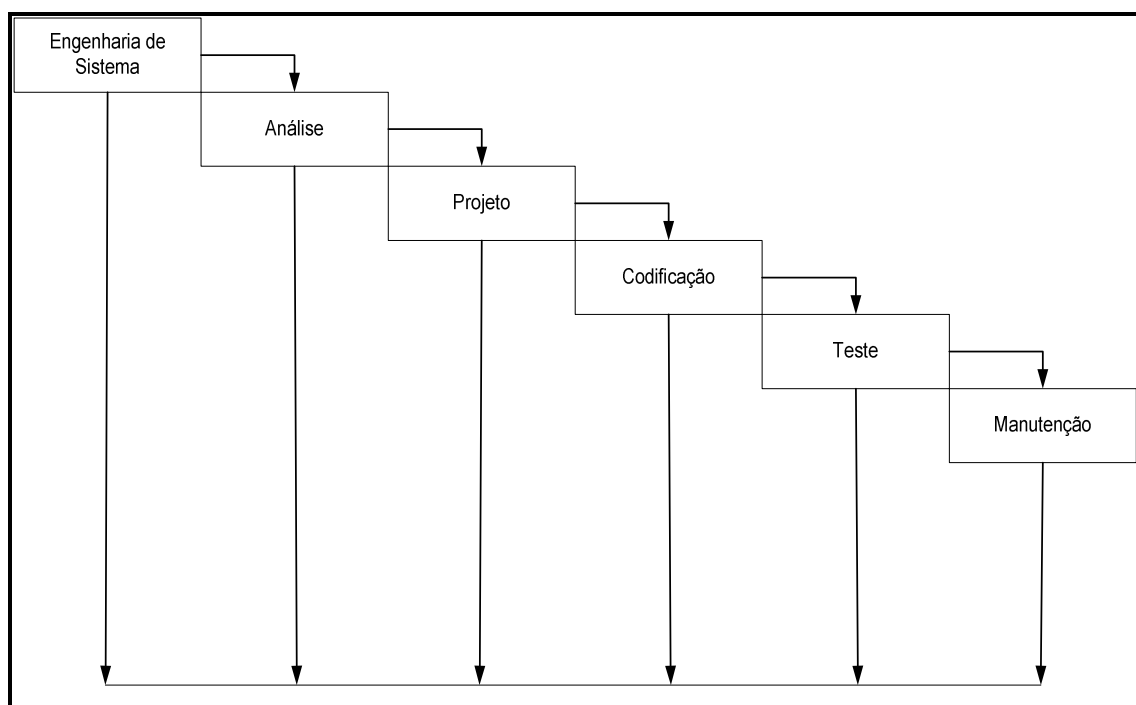 Engenharia de
Sistema
Análise
Projeto
Codificação
Teste
Manutenção